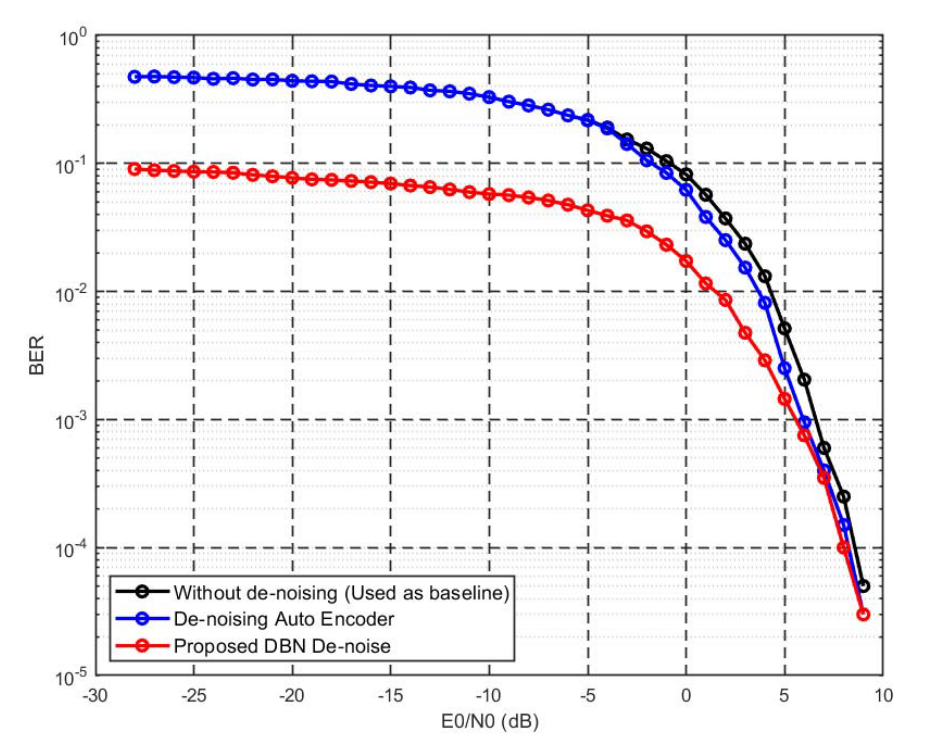 10^0
10^-1
10^-2
10^-3
10^-4
10^-5
BER
Without de-noising (Used as baseline)
De-noising Auto Encoder
Proposed DBN De-noise
-30 -25 -20 -15 -10 -5 0 5 10
E0/N0 (dB)